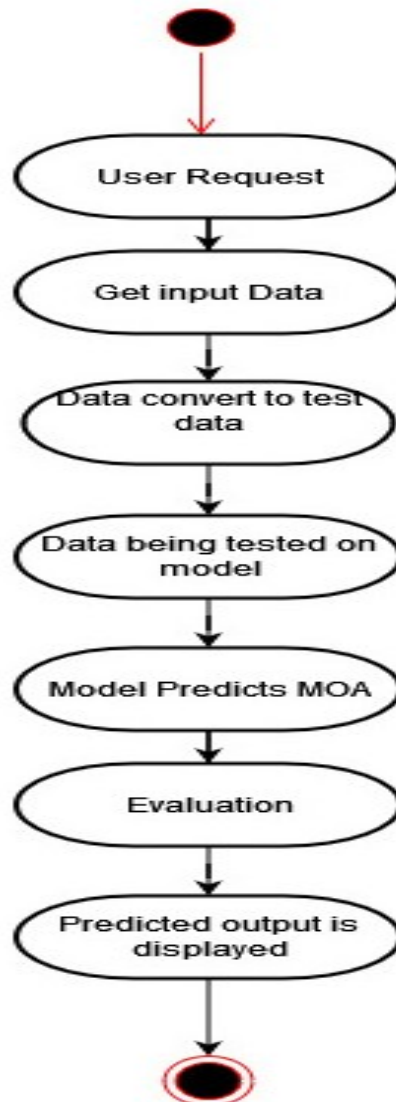 User Request
Get input Data
Data convert to test
data
Data being tested on
model
Model Predicts MOA
Evaluation
Predicted output is
displayed